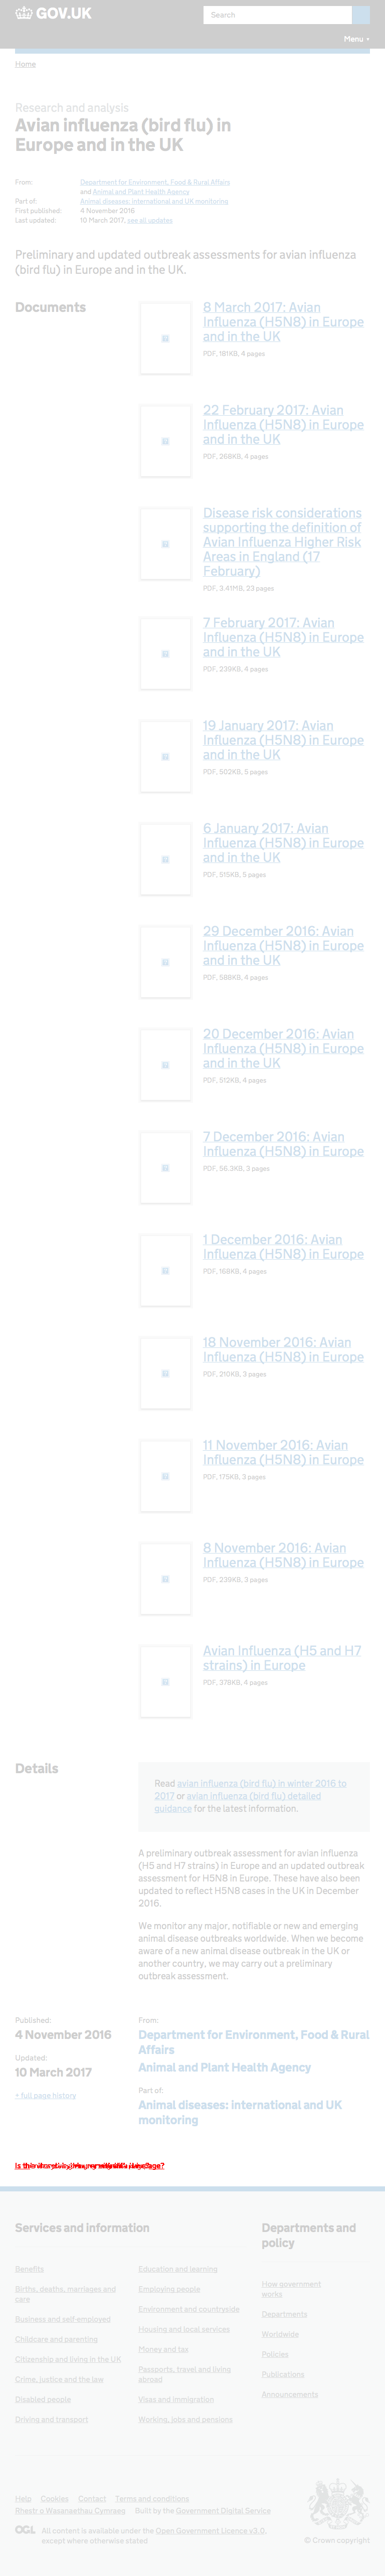 GOV.UK
Search
Menu
Home
Research and analysis
Avian influenza (bird flu) in
Europe and in the UK
From: Department for Environment, Food & Rural Affairs
and Animal and Plant Health Agency
Part of: Animal diseases: international and UK monitoring
First published: 4 November 2016
Last updated: 10 March 2017, see all updates
Preliminary and updated outbreak assessments for avian influenza
(bird flu) in Europe and in the UK.
Documents
8 March 2017: Avian
Influenza (H5N8) in Europe
and in the UK
PDF, 181KB, 4 pages
22 February 2017: Avian
Influenza (H5N8) in Europe
and in the UK
PDF, 268KB, 4 pages
Disease risk considerations
supporting the definition of
Avian Influenza Higher Risk
Areas in England (17
February)
PDF, 3.41MB, 23 pages
7 February 2017: Avian
Influenza (H5N8) in Europe
and in the UK
PDF, 239KB, 4 pages
19 January 2017: Avian
Influenza (H5N8) in Europe
and in the UK
PDF, 502KB, 5 pages
6 January 2017: Avian
Influenza (H5N8) in Europe
and in the UK
PDF, 515KB, 5 pages
29 December 2016: Avian
Influenza (H5N8) in Europe
and in the UK
PDF, 586KB, 4 pages
20 December 2016: Avian
Influenza (H5N8) in Europe
and in the UK
PDF, 512KB, 4 pages
7 December 2016: Avian
Influenza (H5N8) in Europe
PDF, 56.3KB, 3 pages
1 December 2016: Avian
Influenza (H5N8) in Europe
PDF, 168KB, 4 pages
18 November 2016: Avian
Influenza (H5N8) in Europe
PDF, 210KB, 3 pages
11 November 2016: Avian
Influenza (H5N8) in Europe
PDF, 175KB, 3 pages
8 November 2016: Avian
Influenza (H5N8) in Europe
PDF, 239KB, 3 pages
Avian Influenza (H5 and H7
strains) in Europe
PDF, 378KB, 4 pages
Details
Read avian influenza (bird flu) in winter 2016 to
2017 or avian influenza (bird flu) detailed
guidance for the latest information.
A preliminary outbreak assessment for avian influenza
(H5 and H7 strains) in Europe and an updated outbreak
assessment for H5N8 in Europe. These have also been
updated to reflect H5N8 cases in the UK in December
2016.
We monitor any major, notifiable or new and emerging
animal disease outbreaks worldwide. When we become
aware of a new animal disease outbreak in the UK or
another country, we may carry out a preliminary
outbreak assessment.
Published:
4 November 2016
Updated:
10 March 2017
+ full page history
From:
Department for Environment, Food & Rural
Affairs
Animal and Plant Health Agency
Part of:
Animal diseases: international and UK
monitoring
Services and information
Benefits
Births, deaths, marriages and
care
Business and self-employed
Childcare and parenting
Citizenship and living in the UK
Crime, justice and the law
Disabled people
Driving and transport
Education and learning
Employing people
Environment and countryside
Housing and local services
Money and tax
Passports, travel and living
abroad
Visas and immigration
Working, jobs and pensions
Departments and
policy
How government
works
Departments
Worldwide
Policies
Publications
Announcements
Help Cookies Contact Terms and conditions
Rhestr o Wasanaethau Cymraeg Built by the Government Digital Service
OGL All content is available under the Open Government Licence v3.0,
except where otherwise stated
© Crown copyright